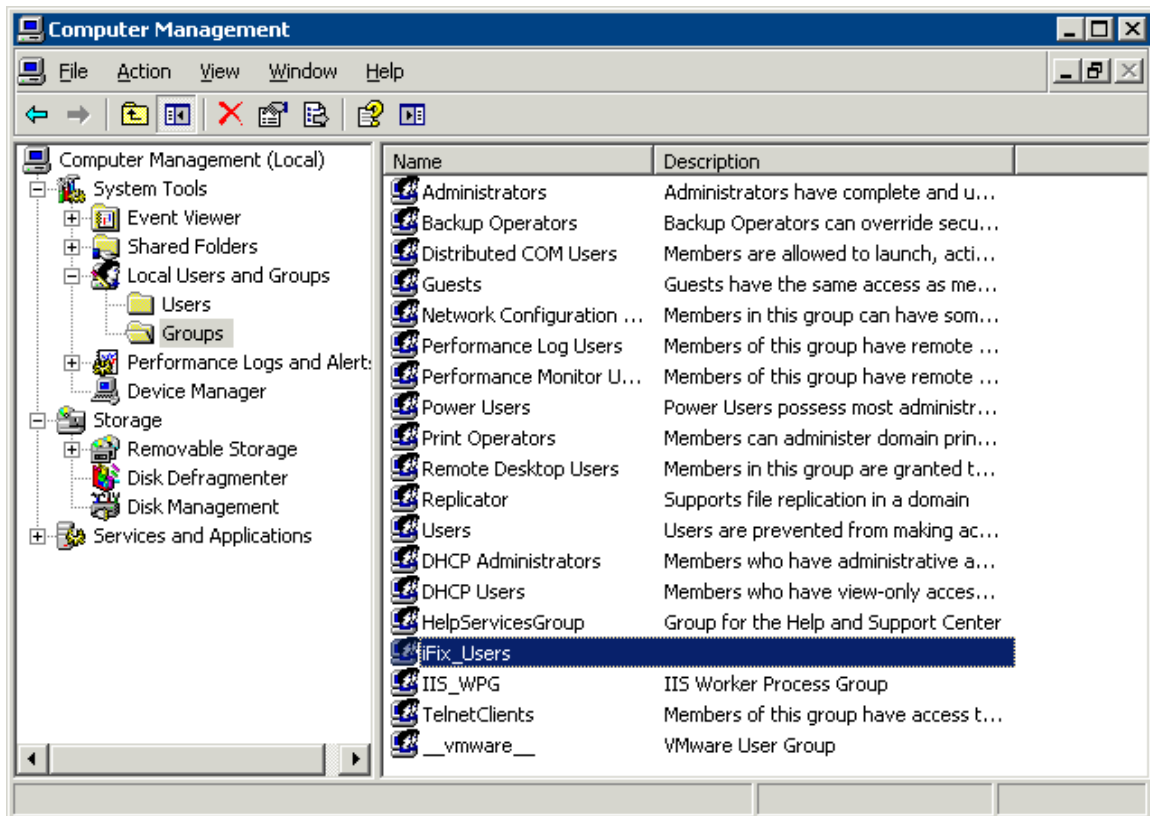 Computer Management
File Action View Window Help
Computer Management (Local)
System Tools
Event Viewer
Shared Folders
Local Users and Groups
Users
Groups
Performance Logs and Alert
Device Manager
Storage
Removable Storage
Disk Defragmenter
Disk Management
Services and Applications
Name Description
Administrators Administrators have complete and u...
Backup Operators Backup Operators can override secu...
Distributed COM Users Members are allowed to launch, acti...
Guests Guests have the same access as me...
Network Configuration ... Members in this group can have som...
Performance Log Users Members of this group have remote ...
Performance Monitor U... Members of this group have remote ...
Power Users Power Users possess most administr...
Print Operators Members can administer domain prin...
Remote Desktop Users Members in this group are granted t...
Replicator Supports file replication in a domain
Users Users are prevented from making ac...
DHCP Administrators Members who have administrative a...
DHCP Users Members who have view-only acces...
HelpServicesGroup Group for the Help and Support Center
iFix_Users
IIS_WPG IIS Worker Process Group
TelnetClients Members of this group have access t...
__vmware__ VMware User Group